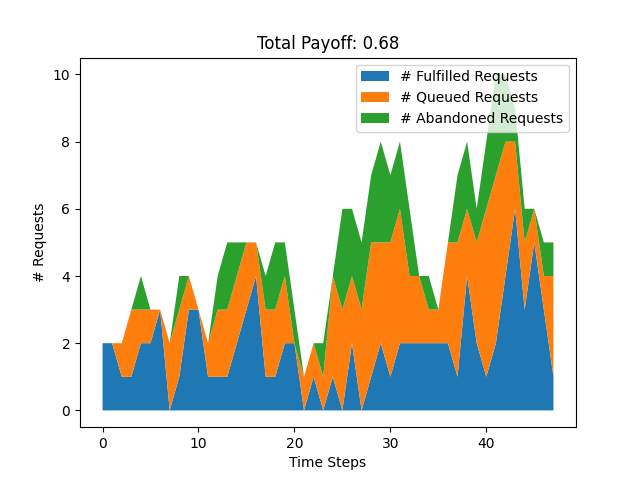 Total Payoff: 0.68
# Fulfilled Requests
# Queued Requests
# Abandoned Requests
# Requests
10
8
6
4
2
0
0 10 20 30 40
Time Steps